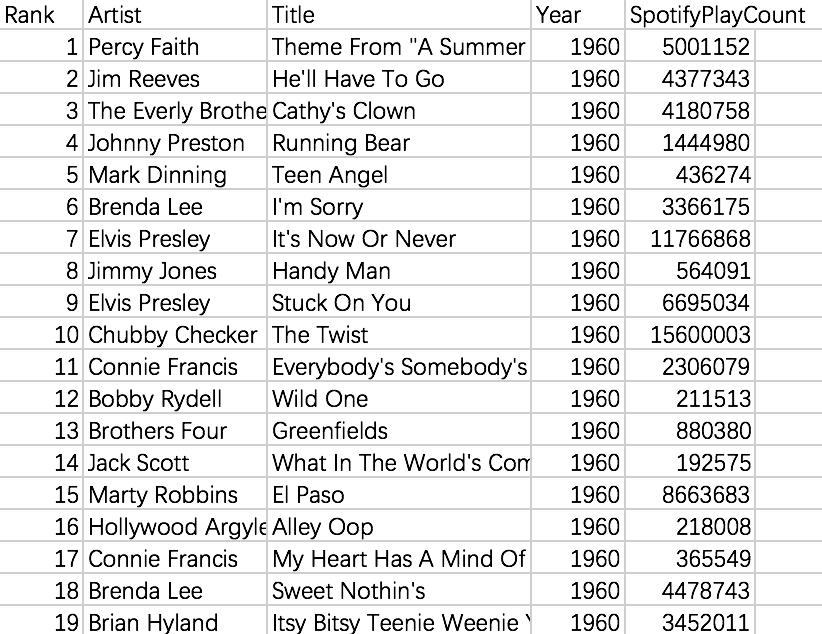 Rank Artist Title Year SpotifyPlayCount
1 Percy Faith Theme From "A Summer 1960 5001152
2 Jim Reeves He'll Have To Go 1960 4377343
3 The Everly Brothe Cathy's Clown 1960 4180758
4 Johnny Preston Running Bear 1960 1444980
5 Mark Dinning Teen Angel 1960 436274
6 Brenda Lee I'm Sorry 1960 3366175
7 Elvis Presley It's Now Or Never 1960 11766868
8 Jimmy Jones Handy Man 1960 564091
9 Elvis Presley Stuck On You 1960 6695034
10 Chubby Checker The Twist 1960 15600003
11 Connie Francis Everybody's Somebody's 1960 2306079
12 Bobby Rydell Wild One 1960 211513
13 Brothers Four Greenfields 1960 880380
14 Jack Scott What In The World's Com 1960 192575
15 Marty Robbins El Paso 1960 8663683
16 Hollywood Argyle Alley Oop 1960 218008
17 Connie Francis My Heart Has A Mind Of 1960 365549
18 Brenda Lee Sweet Nothin's 1960 4478743
19 Brian Hyland Itsy Bitsy Teenie Weenie 1960 3452011